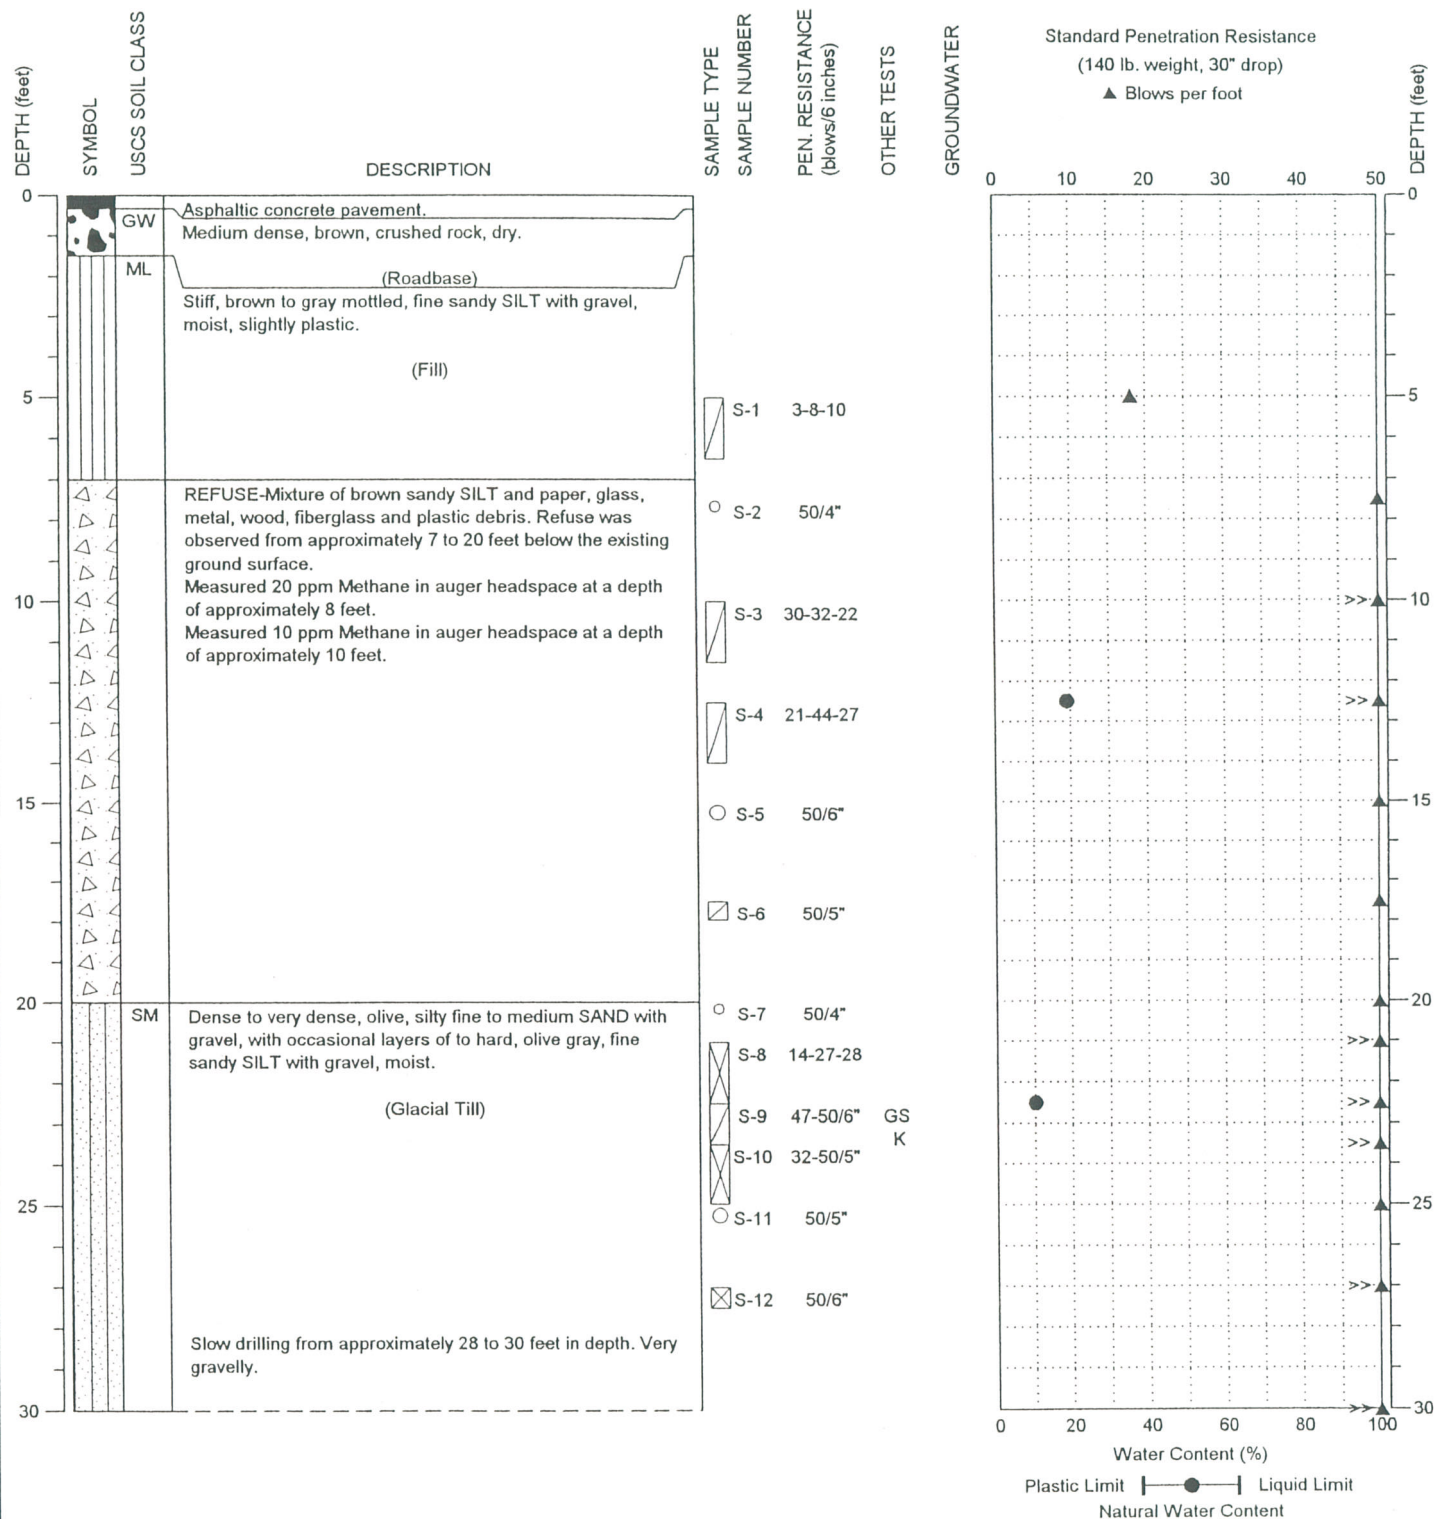 DEPTH (feet)
SYMBOL
USCS SOIL CLASS
DESCRIPTION
SAMPLE TYPE
SAMPLE NUMBER
PEN. RESISTANCE
(blows/6 inches)
OTHER TESTS
GROUNDWATER
Standard Penetration Resistance
(140 lb. weight, 30" drop)
▲ Blows per foot
DEPTH (feet)
0 10 20 30 40 50
0
GW
Asphaltic concrete pavement.
Medium dense, brown, crushed rock, dry.
(Roadbase)
ML
Stiff, brown to gray mottled, fine sandy SILT with gravel,
moist, slightly plastic.
(Fill)
5
S-1 3-8-10
REFUSE-Mixture of brown sandy SILT and paper, glass,
metal, wood, fiberglass and plastic debris. Refuse was
observed from approximately 7 to 20 feet below the existing
ground surface.
Measured 20 ppm Methane in auger headspace at a depth
of approximately 8 feet.
Measured 10 ppm Methane in auger headspace at a depth
of approximately 10 feet.
S-2 50/4"
10
S-3 30-32-22
S-4 21-44-27
15
S-5 50/6"
S-6 50/5"
20
SM
Dense to very dense, olive, silty fine to medium SAND with
gravel, with occasional layers of to hard, olive gray, fine
sandy SILT with gravel, moist.
(Glacial Till)
S-7 50/4"
S-8 14-27-28
S-9 47-50/6" GS
K
S-10 32-50/5"
25
S-11 50/5"
S-12 50/6"
Slow drilling from approximately 28 to 30 feet in depth. Very
gravelly.
30
0
5
>> 10
>>
15
20
>>
>>
>>
25
>>
>> 30
0 20 40 60 80 100
Water Content (%)
Plastic Limit Liquid Limit
Natural Water Content